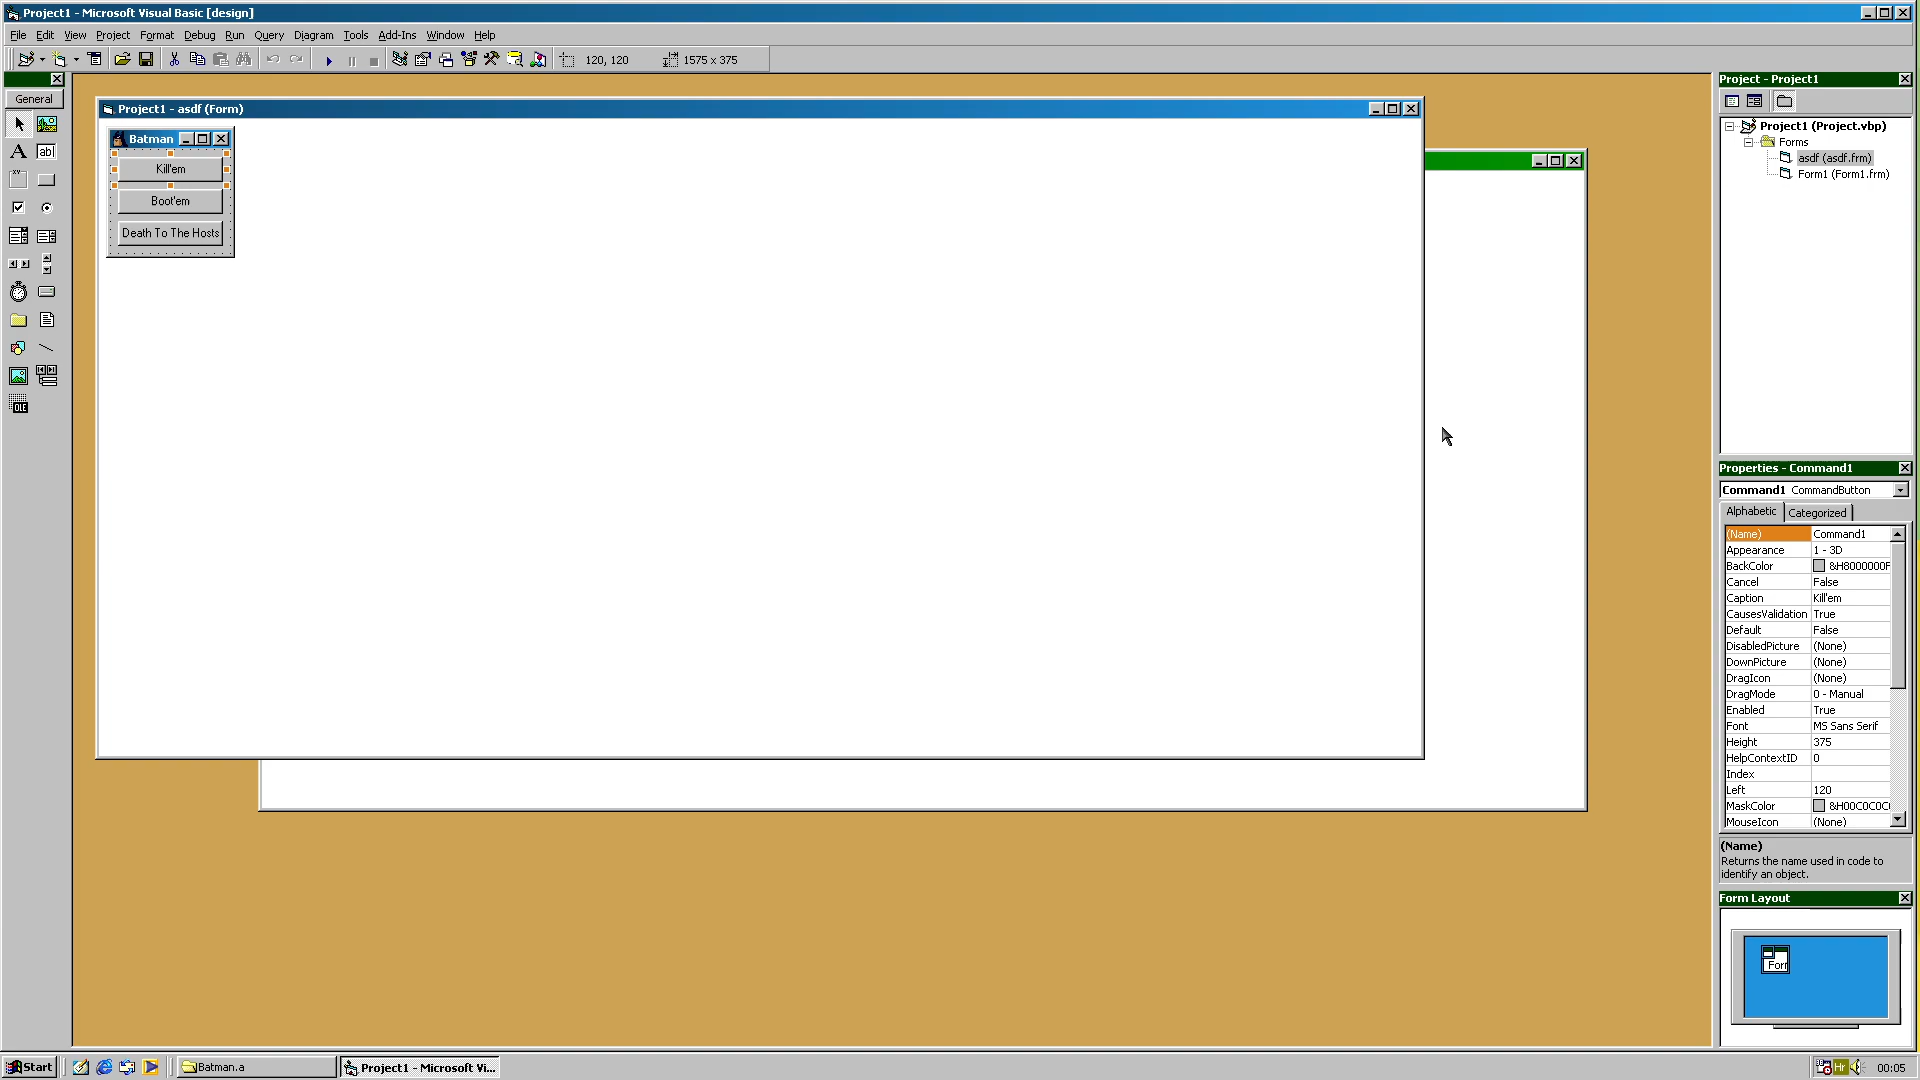 Project1 - Microsoft Visual Basic [design]
File Edit View Project Format Debug Run Query Diagram Tools Add-Ins Window Help
120, 120 1575 x 375
General
A ab|
xv
OLE
Project1 - asdf (Form)
Batman
Kill'em
Boot'em
Death To The Hosts
Project - Project1
Project1 (Project.vbp)
Forms
asdf (asdf.frm)
Form1 (Form1.frm)
Properties - Command1
Command1 CommandButton
Alphabetic Categorized
(Name) Command1
Appearance 1 - 3D
BackColor &H8000000F
Cancel False
Caption Kill'em
CausesValidation True
Default False
DisabledPicture (None)
DownPicture (None)
DragIcon (None)
DragMode 0 - Manual
Enabled True
Font MS Sans Serif
Height 375
HelpContextID 0
Index
Left 120
MaskColor &H00C0C0C
MouseIcon (None)
(Name)
Returns the name used in code to
identify an object.
Form Layout
Forr
Start Batman.a Project1 - Microsoft Vi... Hr 00:05